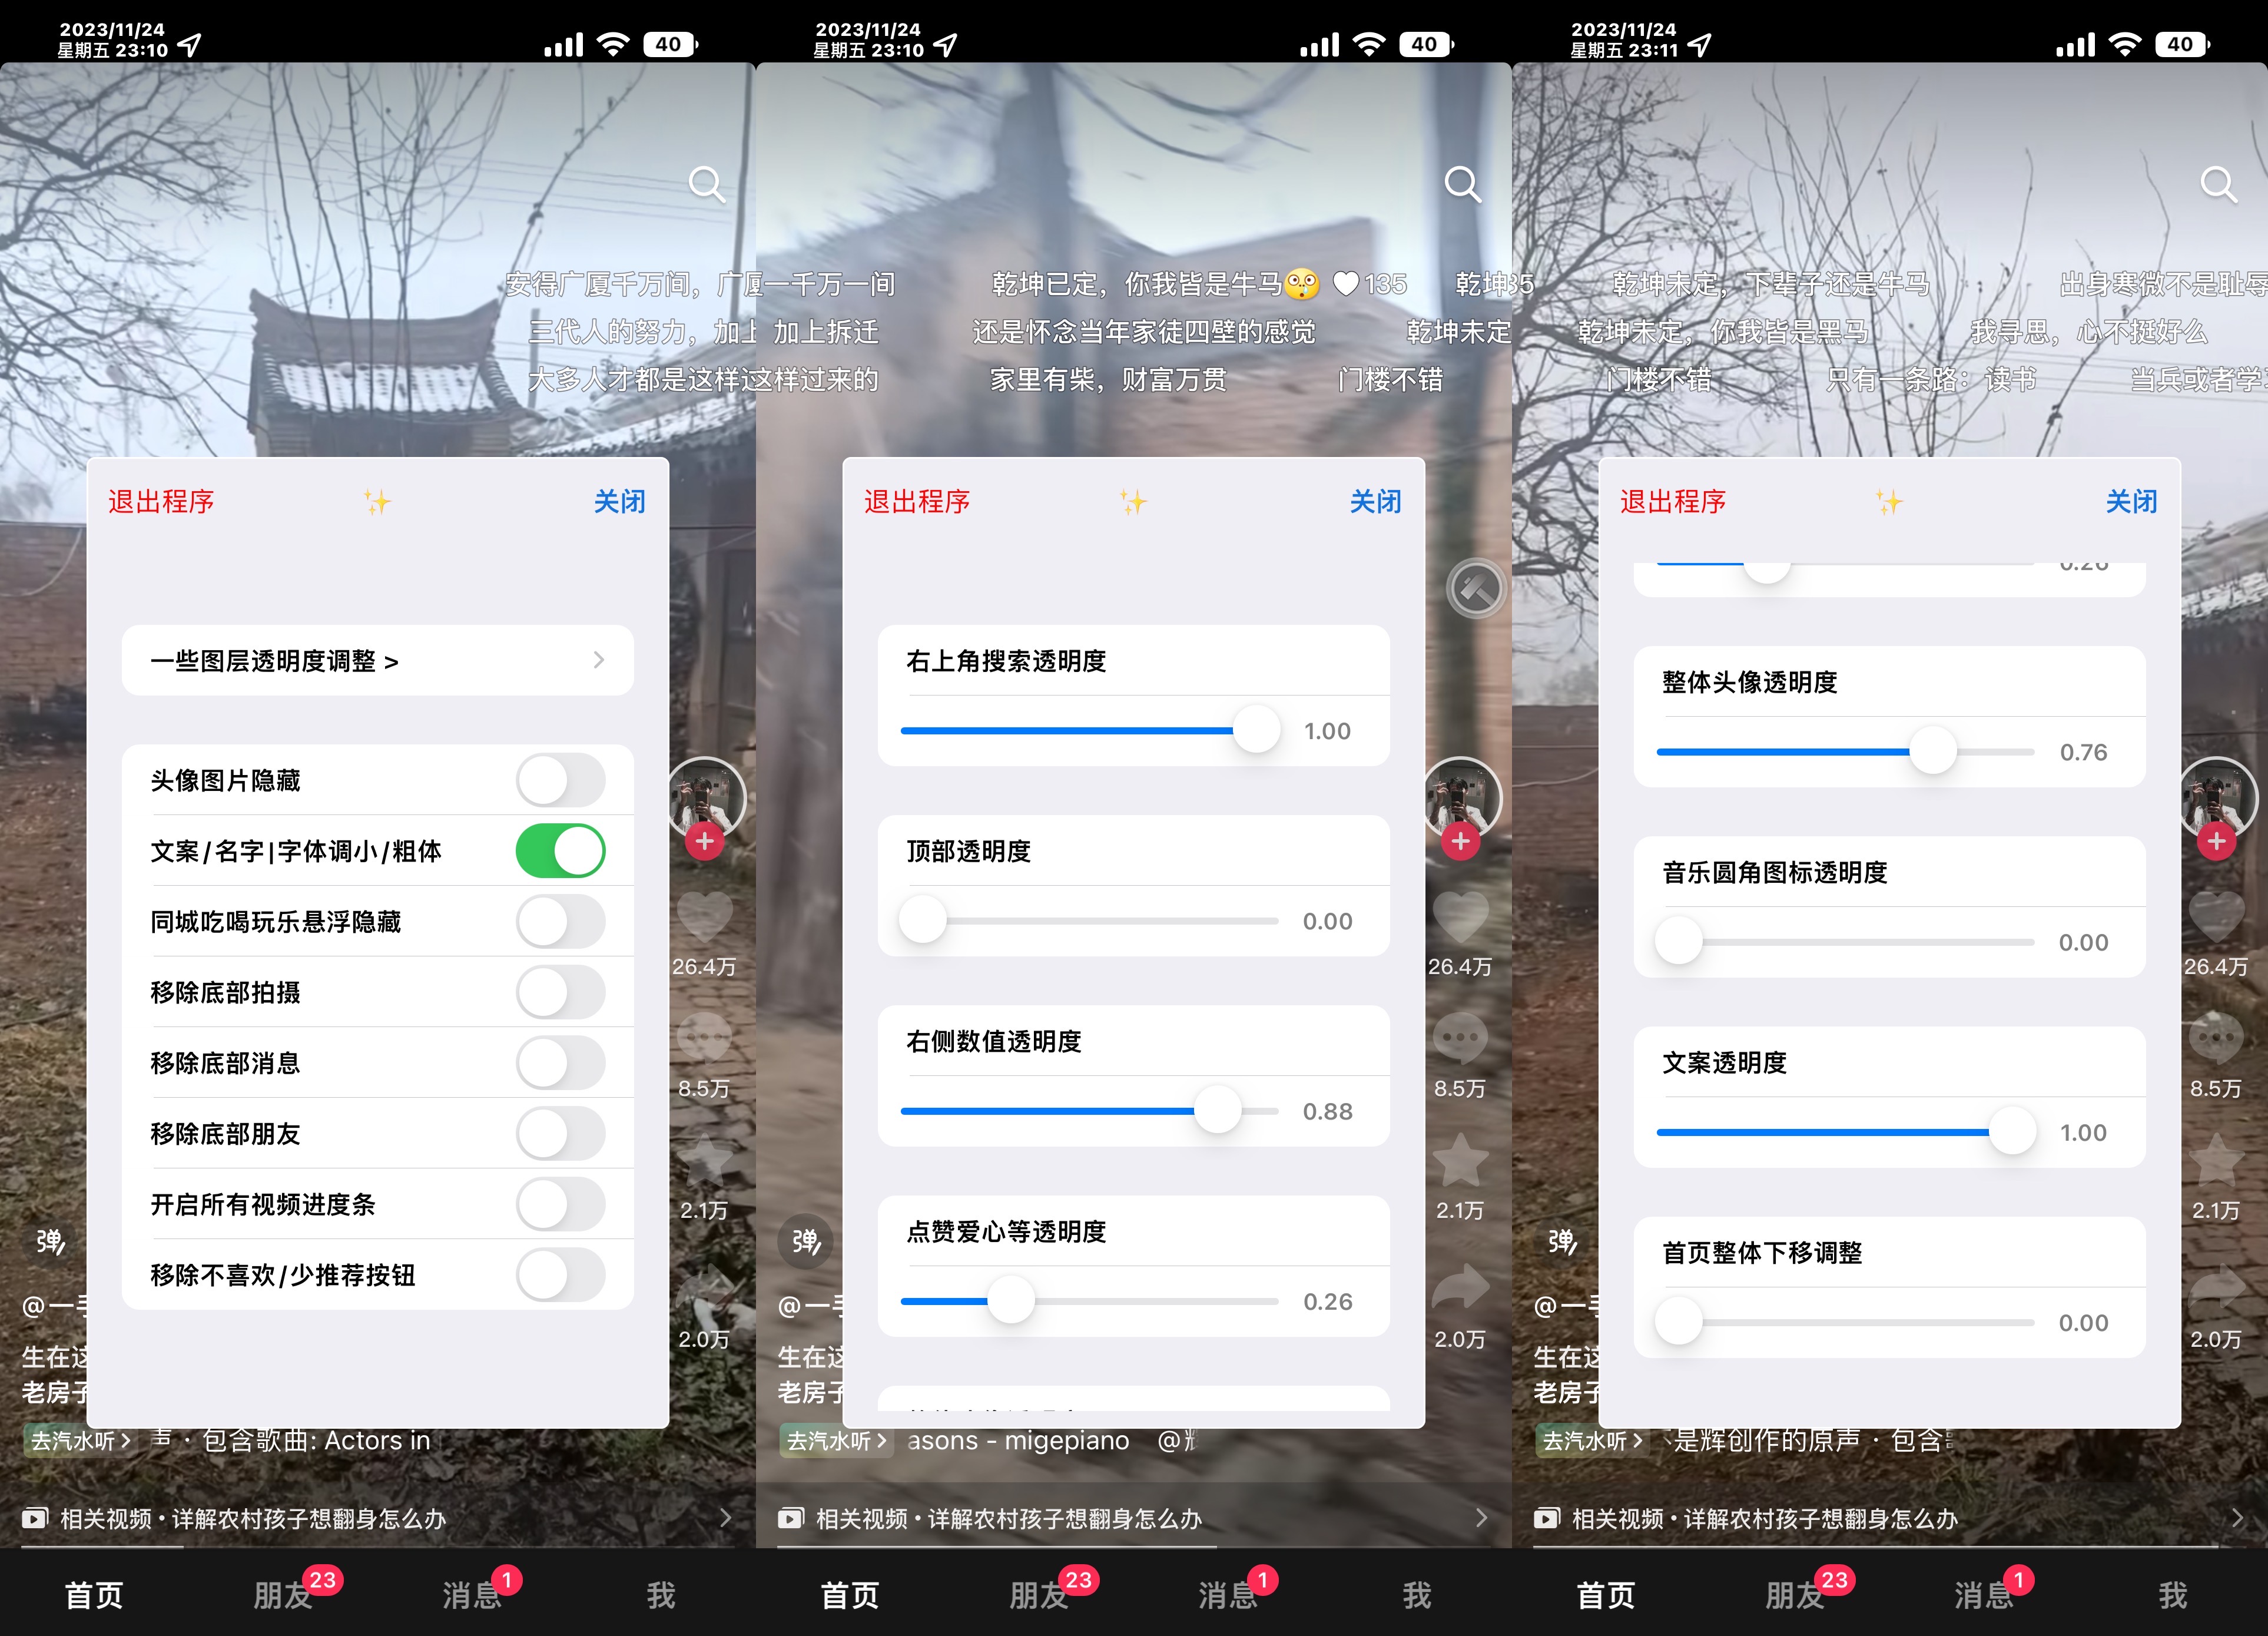 2023/11/24
星期五 23:10
40
安得广厦千万间，广厦
三代人的努力，加上
大多人才都是这样过
退出程序
✨
关闭
一些图层透明度调整 >
头像图片隐藏
文案/名字|字体调小/粗体
同城吃喝玩乐悬浮隐藏
移除底部拍摄
移除底部消息
移除底部朋友
开启所有视频进度条
移除不喜欢/少推荐按钮
26.4万
8.5万
2.1万
2.0万
弹
@一手
生在这
老房子
去汽水听
声 · 包含歌曲: Actors in
相关视频 • 详解农村孩子想翻身怎么办
首页
朋友
23
消息
1
我
2023/11/24
星期五 23:10
40
一千万一间
乾坤已定，你我皆是牛马😲 🤍135
乾坤
加上拆迁
还是怀念当年家徒四壁的感觉
乾坤未定
这样过来的
家里有柴，财富万贯
门楼不错
退出程序
✨
关闭
右上角搜索透明度
1.00
顶部透明度
0.00
右侧数值透明度
0.88
点赞爱心等透明度
0.26
26.4万
8.5万
2.1万
2.0万
弹
@一手
生在这
老房子
去汽水听
asons - migepiano @
相关视频 • 详解农村孩子想翻身怎么办
首页
朋友
23
消息
1
我
2023/11/24
星期五 23:11
40
35
乾坤未定，下辈子还是牛马
出身寒微不是耻辱
乾坤未定，你我皆是黑马
我寻思，心不挺好么
门楼不错
只有一条路：读书
当兵或者学
退出程序
✨
关闭
0.26
整体头像透明度
0.76
音乐圆角图标透明度
0.00
文案透明度
1.00
首页整体下移调整
0.00
26.4万
8.5万
2.1万
2.0万
弹
@一手
生在这
老房子
去汽水听
是辉创作的原声 · 包含
相关视频 • 详解农村孩子想翻身怎么办
首页
朋友
23
消息
1
我